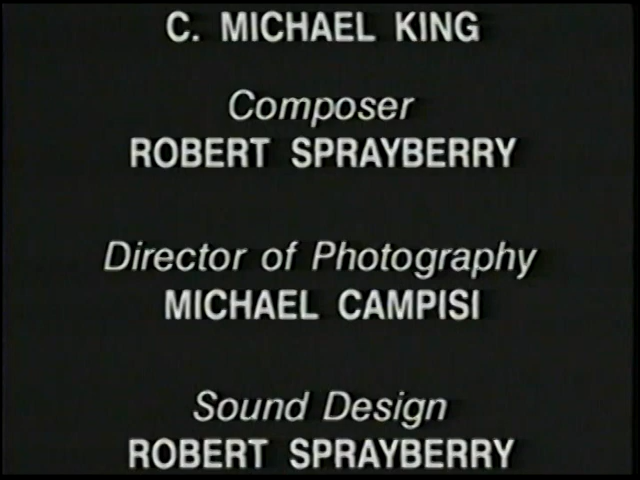 C. MICHAEL KING
Composer
ROBERT SPRAYBERRY
Director of Photography
MICHAEL CAMPISI
Sound Design
ROBERT SPRAYBERRY